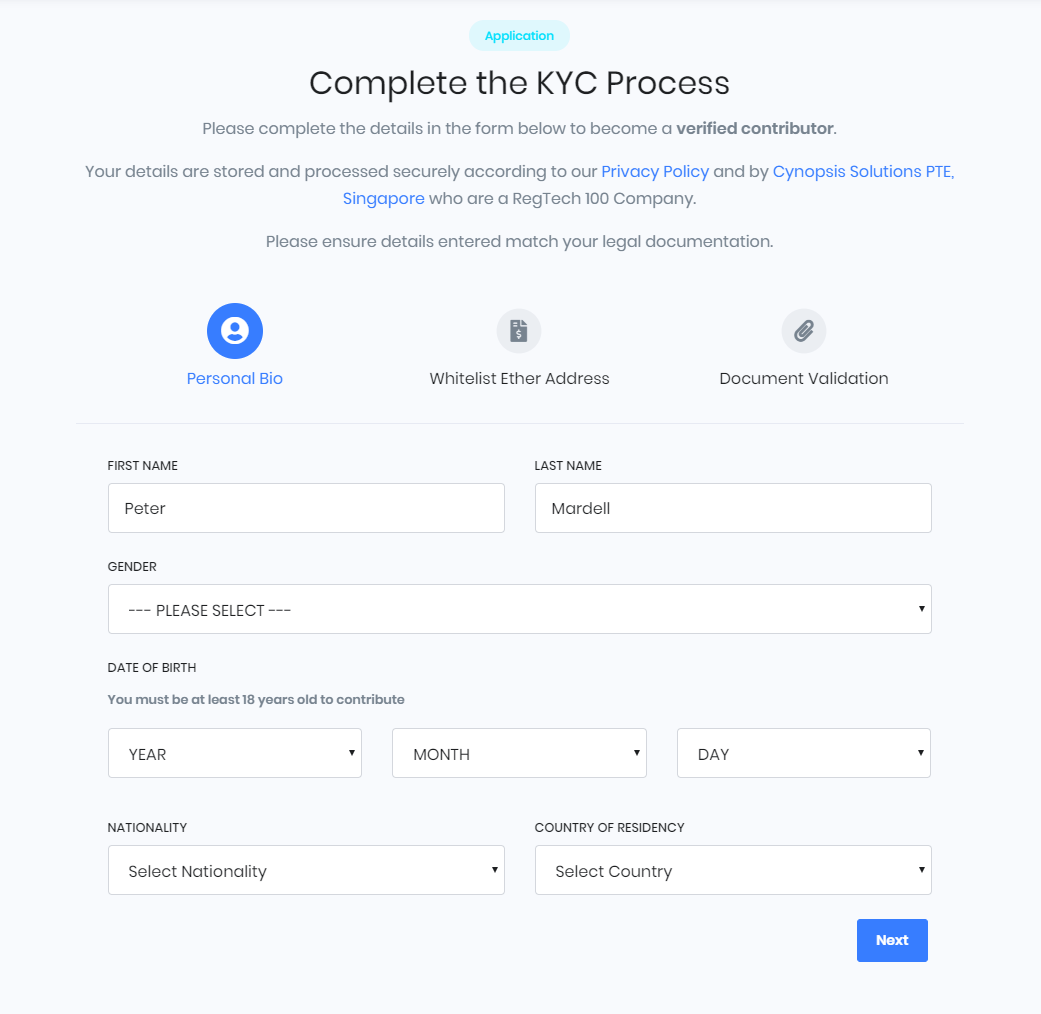 Application
Complete the KYC Process
Please complete the details in the form below to become a verified contributor.
Your details are stored and processed securely according to our Privacy Policy and by Cynopsis Solutions PTE,
Singapore who are a RegTech 100 Company.
Please ensure details entered match your legal documentation.
Personal Bio
Whitelist Ether Address
Document Validation
FIRST NAME
LAST NAME
Peter
Mardell
GENDER
--- PLEASE SELECT ---
DATE OF BIRTH
You must be at least 18 years old to contribute
YEAR
MONTH
DAY
NATIONALITY
COUNTRY OF RESIDENCY
Select Nationality
Select Country
Next